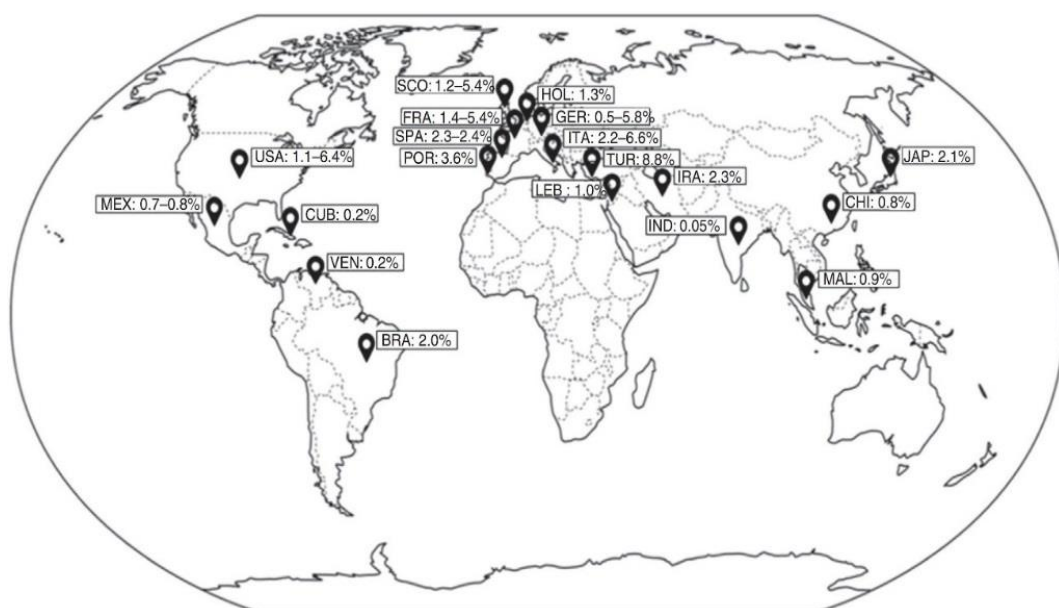 SCO: 1.2–5.4%
HOL: 1.3%
FRA: 1.4–5.4%
GER: 0.5–5.8%
SPA: 2.3–2.4%
ITA: 2.2–6.6%
USA: 1.1–6.4%
POR: 3.6%
TUR: 8.8%
JAP: 2.1%
LEB : 1.0%
IRA: 2.3%
MEX: 0.7–0.8%
CUB: 0.2%
IND: 0.05%
CHI: 0.8%
VEN: 0.2%
MAL: 0.9%
BRA: 2.0%